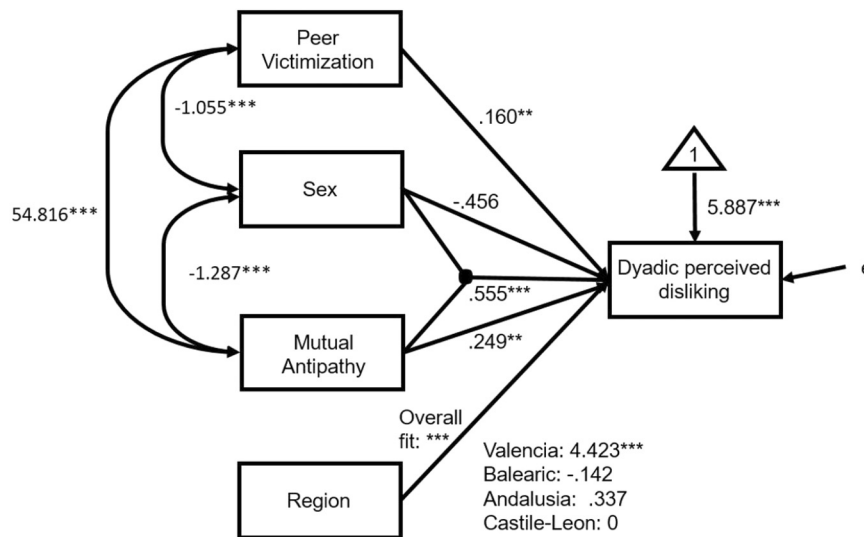 Peer
Victimization
-1.055***
.160**
1
Sex
54.816***
-.456
5.887***
-1.287***
Dyadic perceived
disliking
e
.555***
Mutual
Antipathy
.249**
Overall
fit: ***
Region
Valencia: 4.423***
Balearic: -.142
Andalusia: .337
Castile-Leon: 0